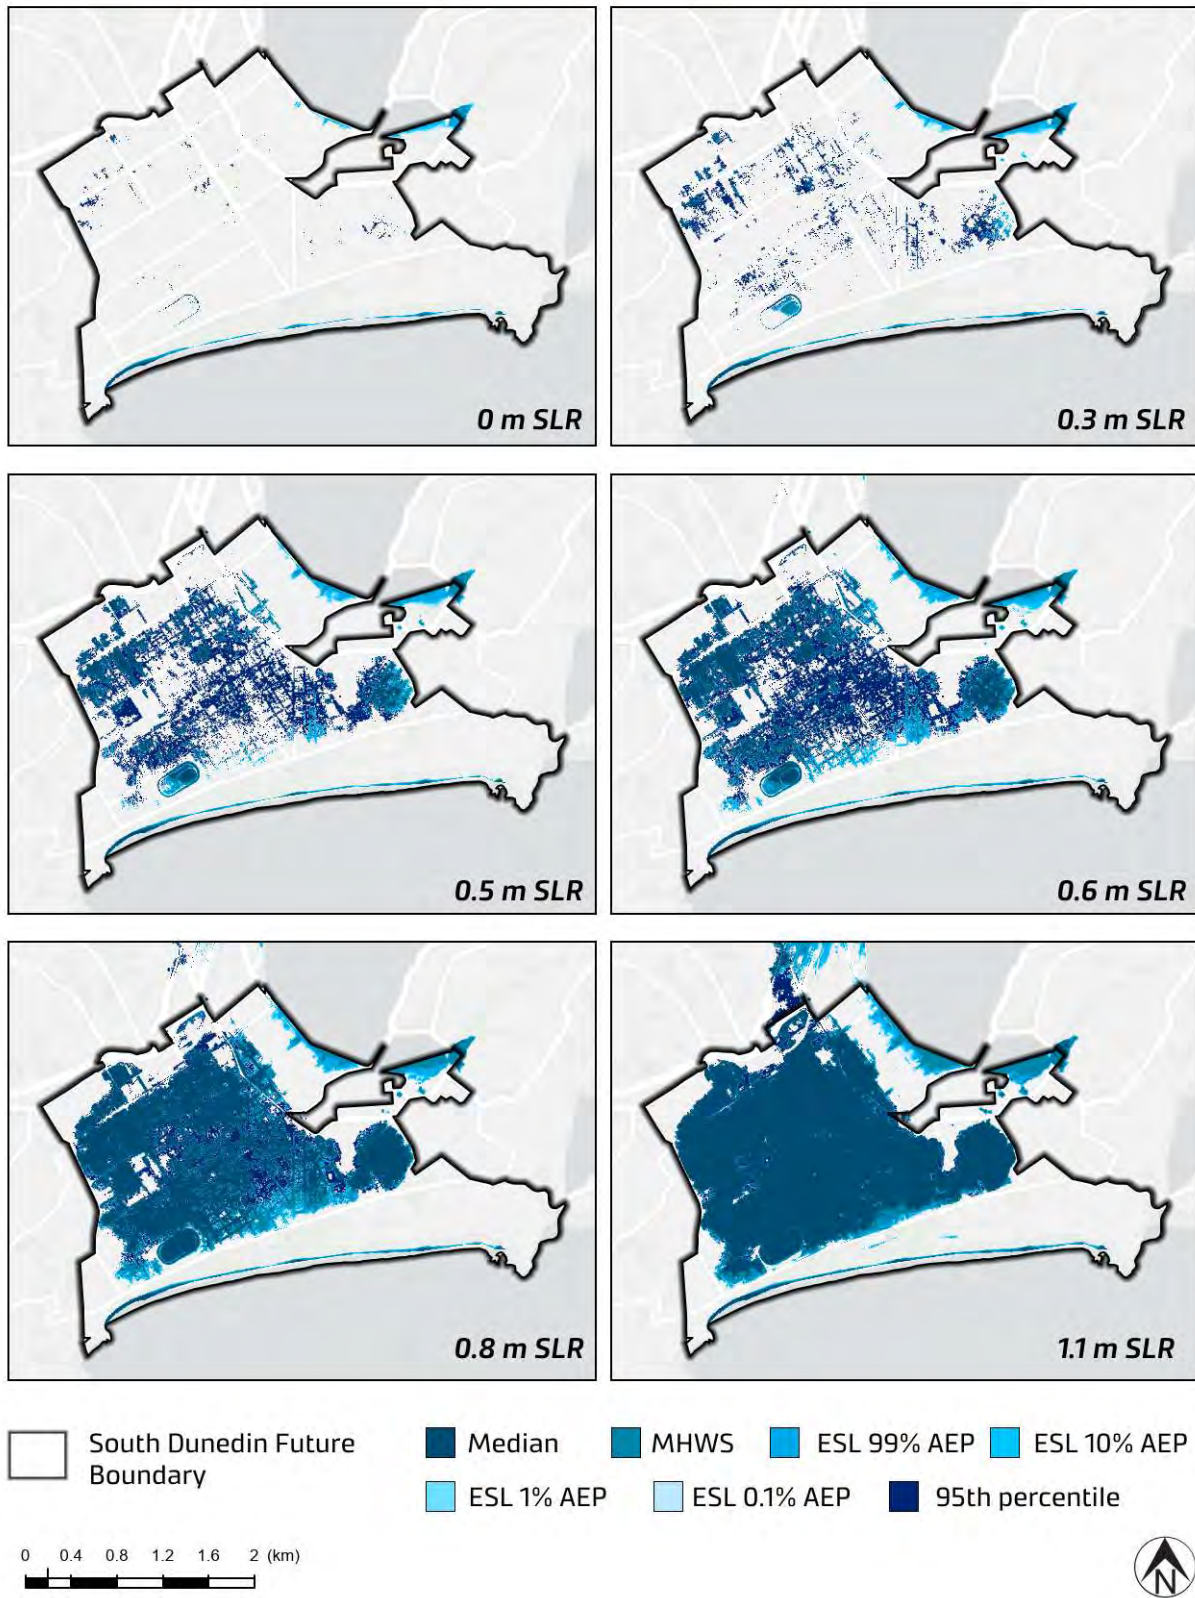 0 m SLR
0.3 m SLR
0.5 m SLR
0.6 m SLR
0.8 m SLR
1.1 m SLR
South Dunedin Future
Boundary
Median
MHWS
ESL 99% AEP
ESL 10% AEP
ESL 1% AEP
ESL 0.1% AEP
95th percentile
0 0.4 0.8 1.2 1.6 2 (km)
N